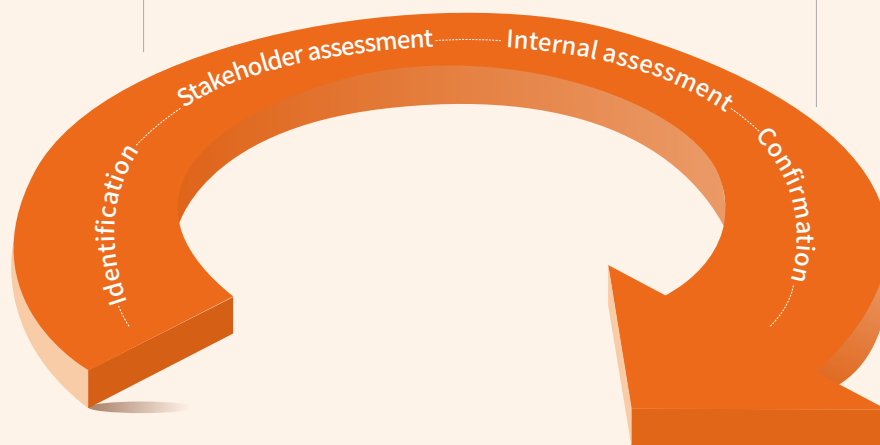 Identification
Stakeholder assessment
Internal assessment
Confirmation